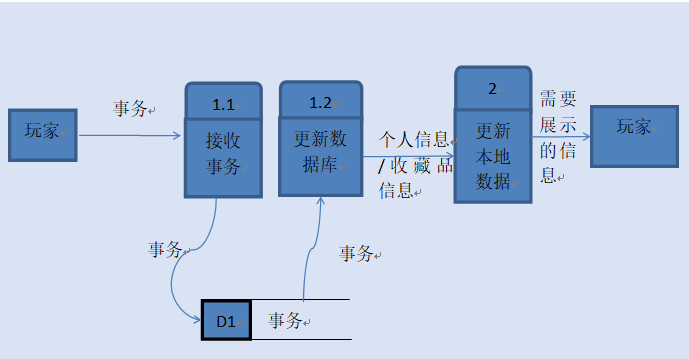 玩家
事务
1.1
接收
事务
1.2
更新数
据库
个人信息
/收藏品
信息
2
更新
本地
数据
需要
展示
的信
息
玩家
事务
事务
D1
事务